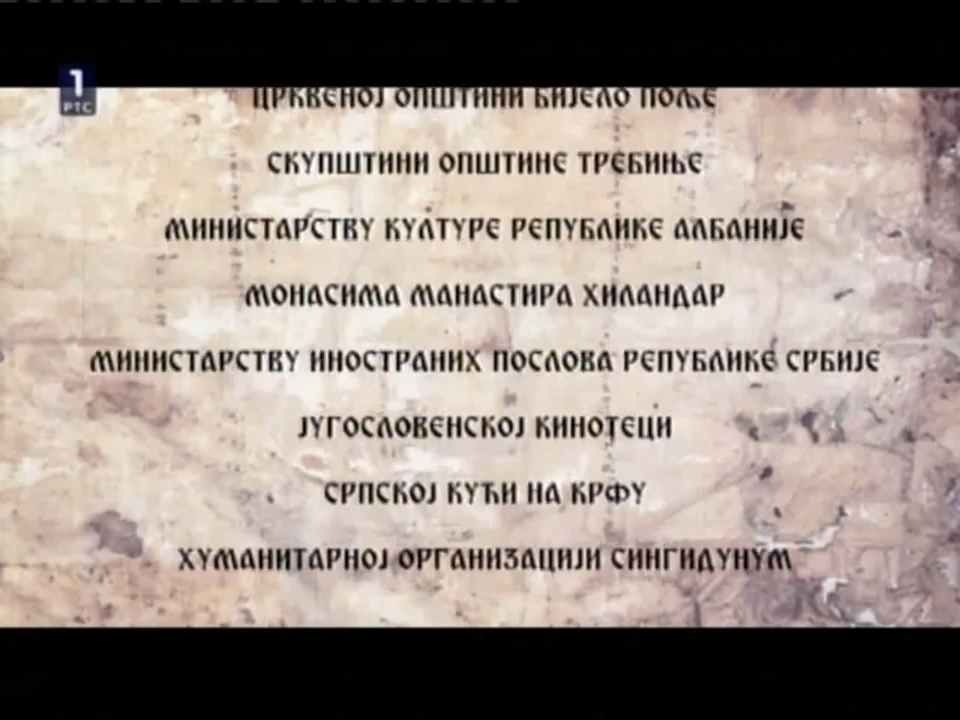 1
РТС
ЦРКВЕНОЈ ОПШТИНИ БИЈЕЛО ПОЉЕ
СКУПШТИНИ ОПШТИНЕ ТРЕБИЊЕ
МИНИСТАРСТВУ КУЛТУРЕ РЕПУБЛИКЕ АЛБАНИЈЕ
МОНАСИМА МАНАСТИРА ХИЛАНДАР
МИНИСТАРСТВУ ИНОСТРАНИХ ПОСЛОВА РЕПУБЛИКЕ СРБИЈЕ
ЈУГОСЛОВЕНСКОЈ КИНОТЕЦИ
СРПСКОЈ КУЋИ НА КРФУ
ХУМАНИТАРНОЈ ОРГАНИЗАЦИЈИ СИНГИДУНУМ